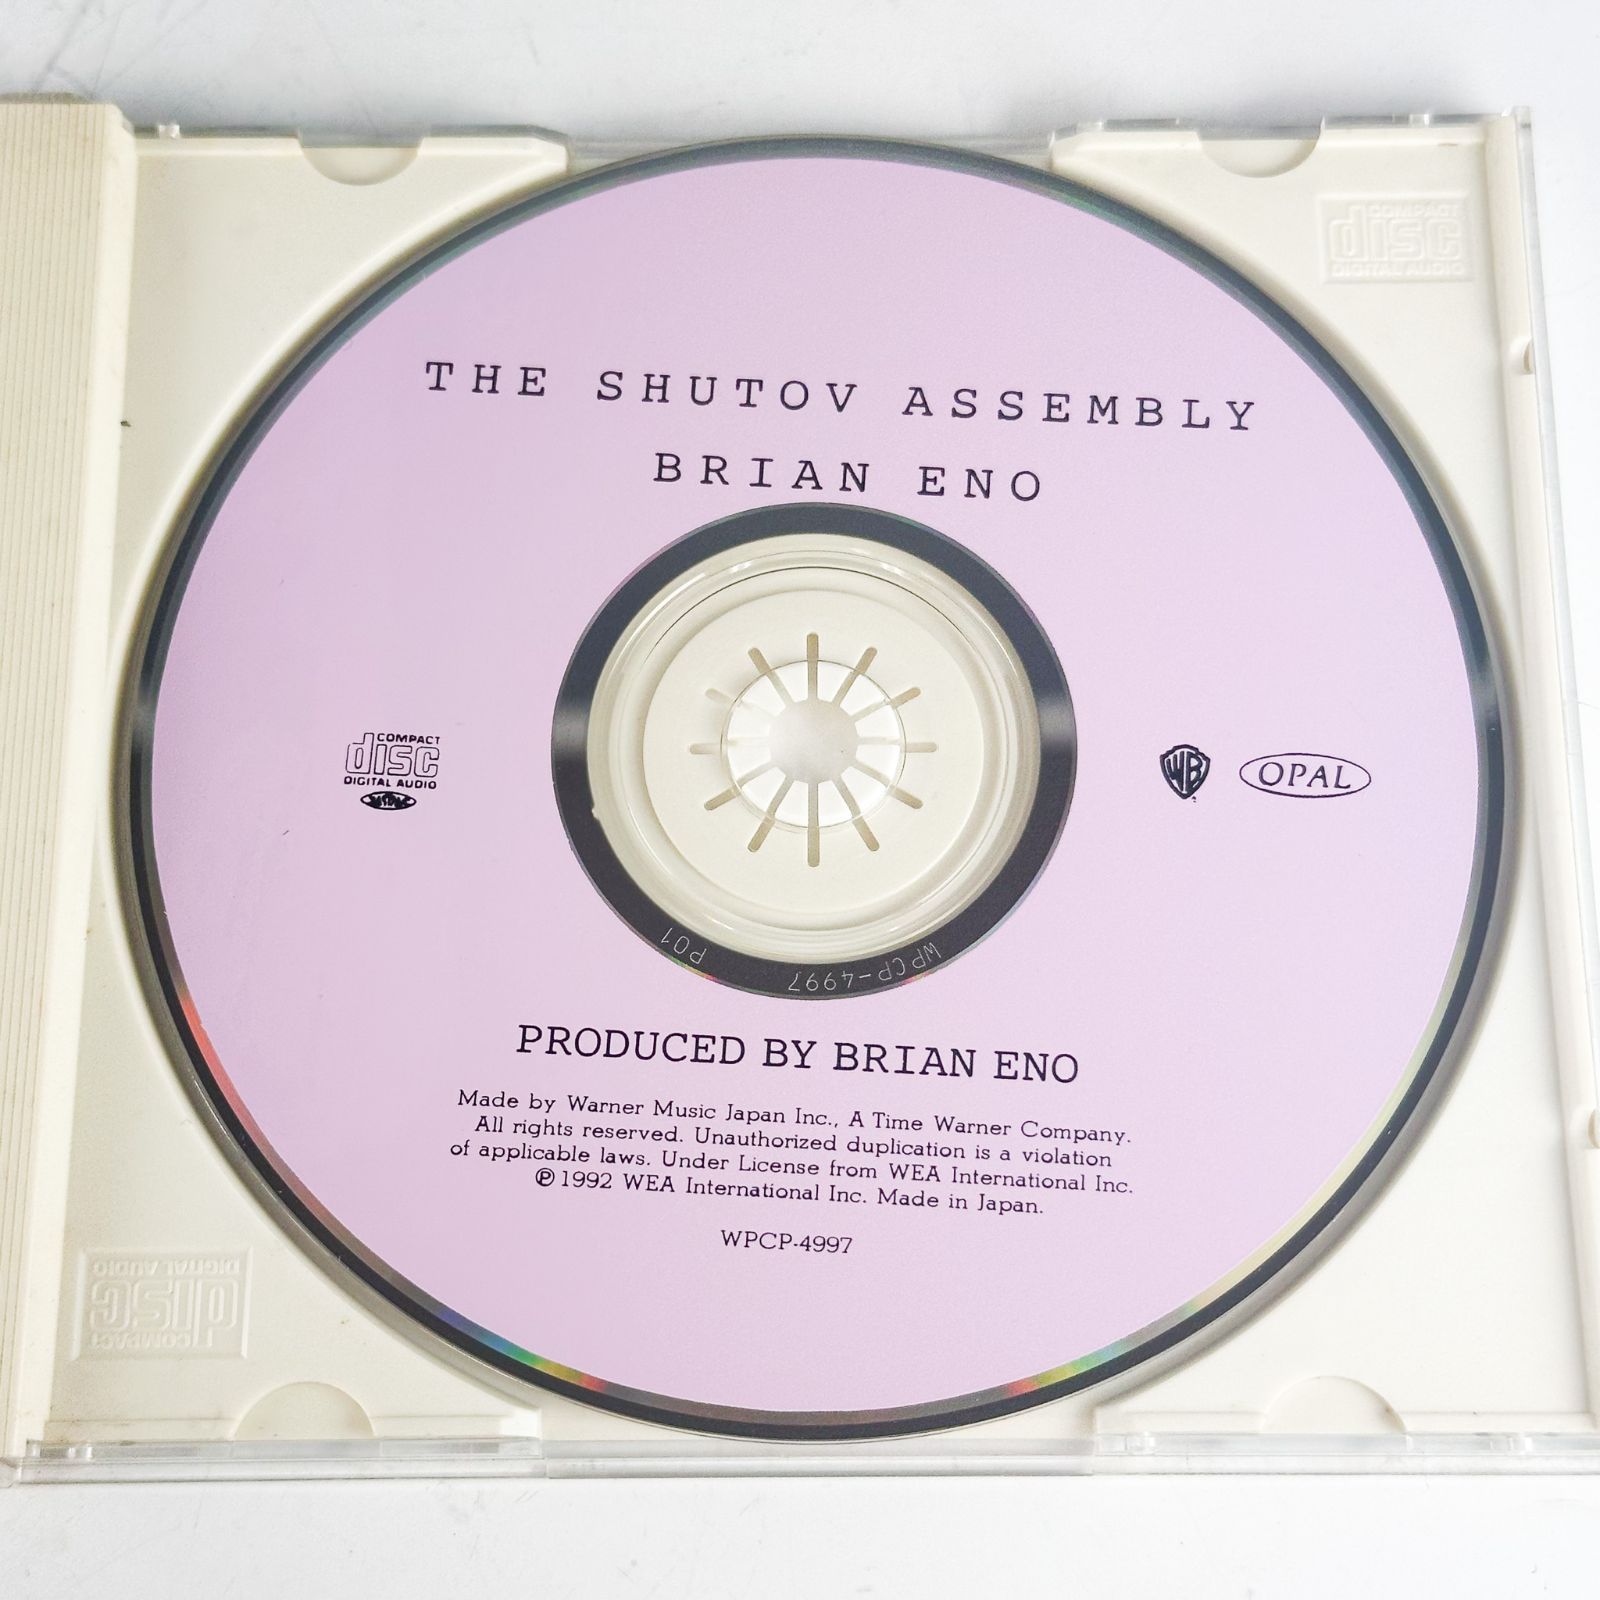 COMPACT
disc
DIGITAL AUDIO
THE SHUTOV ASSEMBLY
BRIAN ENO
COMPACT
disc
DIGITAL AUDIO
WB
OPAL
WPCP-4997 P01
PRODUCED BY BRIAN ENO
Made by Warner Music Japan Inc., A Time Warner Company.
All rights reserved. Unauthorized duplication is a violation
of applicable laws. Under License from WEA International Inc.
℗ 1992 WEA International Inc. Made in Japan.
WPCP-4997
COMPACT
disc
DIGITAL AUDIO